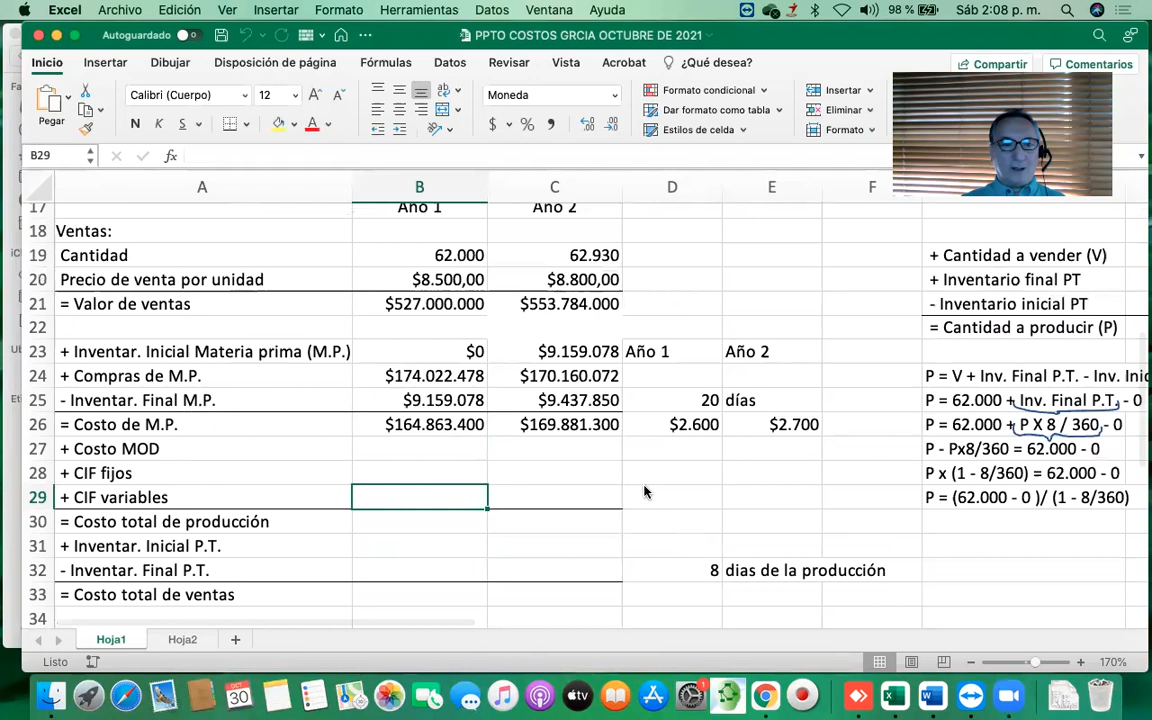 Excel Archivo Edición Ver Insertar Formato Herramientas Datos Ventana Ayuda 98 % Sáb 2:08 p. m.
Autoguardado PPTO COSTOS GRCIA OCTUBRE DE 2021
Inicio Insertar Dibujar Disposición de página Fórmulas Datos Revisar Vista Acrobat ¿Qué desea? Compartir Comentarios
Pegar Calibri (Cuerpo) 12 Moneda Formato condicional Insertar
Dar formato como tabla Eliminar
N K S A $ % Estilos de celda Formato
B29 fx
A B C D E F
17 Año 1 Año 2
18 Ventas:
19 Cantidad 62.000 62.930 + Cantidad a vender (V)
20 Precio de venta por unidad $8.500,00 $8.800,00 + Inventario final PT
21 = Valor de ventas $527.000.000 $553.784.000 - Inventario inicial PT
22 = Cantidad a producir (P)
23 + Inventar. Inicial Materia prima (M.P.) $0 $9.159.078 Año 1 Año 2
24 + Compras de M.P. $174.022.478 $170.160.072 P = V + Inv. Final P.T. - Inv. Inic
25 - Inventar. Final M.P. $9.159.078 $9.437.850 20 días P = 62.000 + Inv. Final P.T. - 0
26 = Costo de M.P. $164.863.400 $169.881.300 $2.600 $2.700 P = 62.000 + P X 8 / 360 - 0
27 + Costo MOD P - Px8/360 = 62.000 - 0
28 + CIF fijos P x (1 - 8/360) = 62.000 - 0
29 + CIF variables P = (62.000 - 0 )/ (1 - 8/360)
30 = Costo total de producción
31 + Inventar. Inicial P.T.
32 - Inventar. Final P.T. 8 dias de la producción
33 = Costo total de ventas
34
Hoja1 Hoja2 +
Listo 170%
OCT
30
tv